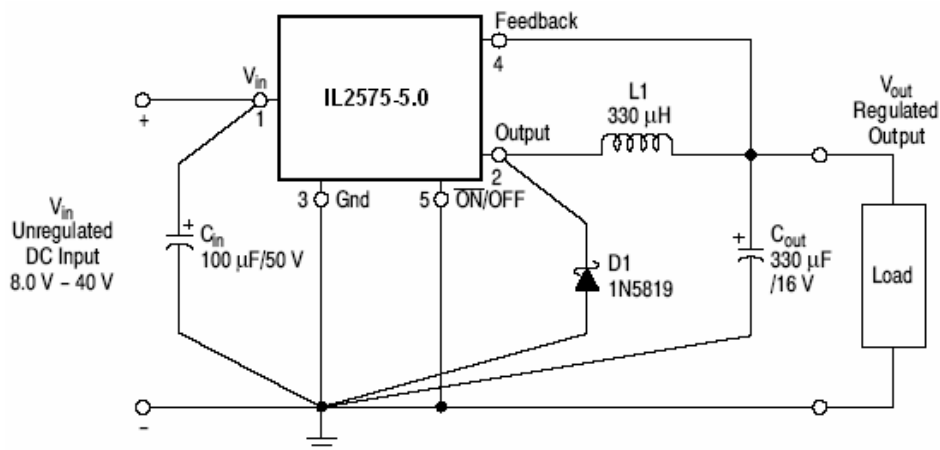 Feedback
4
Vin
1
+
IL2575-5.0
L1
330 μH
Vout
Regulated
Output
Output
2
3 Gnd
5 ON/OFF
Vin
Unregulated
DC Input
8.0 V – 40 V
+
Cin
100 μF/50 V
D1
1N5819
+
Cout
330 μF
/16 V
Load
–